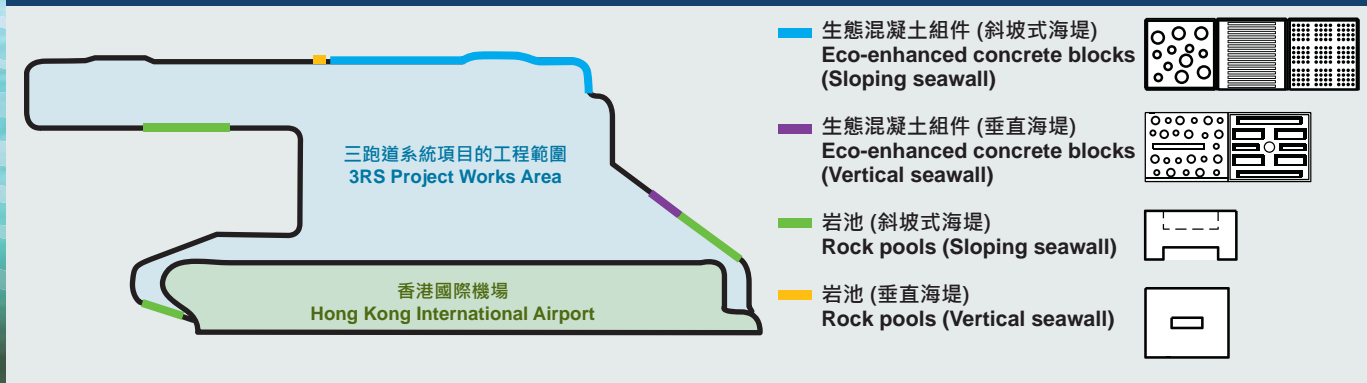 三跑道系統項目的工程範圍
3RS Project Works Area
香港國際機場
Hong Kong International Airport
生態混凝土組件 (斜坡式海堤)
Eco-enhanced concrete blocks
(Sloping seawall)
生態混凝土組件 (垂直海堤)
Eco-enhanced concrete blocks
(Vertical seawall)
岩池 (斜坡式海堤)
Rock pools (Sloping seawall)
岩池 (垂直海堤)
Rock pools (Vertical seawall)